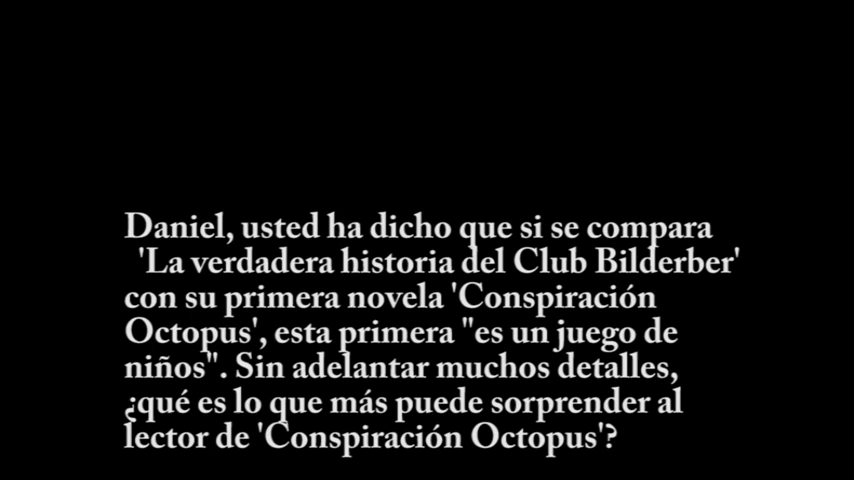 Daniel, usted ha dicho que si se compara
'La verdadera historia del Club Bilderber'
con su primera novela 'Conspiración
Octopus', esta primera "es un juego de
niños". Sin adelantar muchos detalles,
¿qué es lo que más puede sorprender al
lector de 'Conspiración Octopus'?